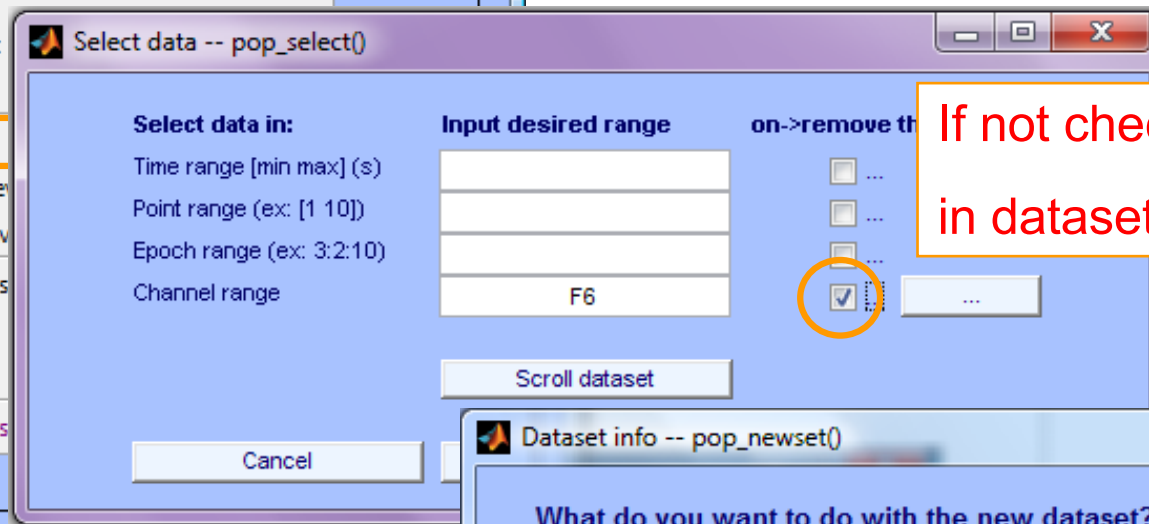 Select data -- pop_select()
Select data in: Input desired range on->remove th
If not che
Time range [min max] (s) ...
Point range (ex: [1 10]) ...
in dataset
Epoch range (ex: 3:2:10) ...
Channel range F6 ...
Scroll dataset
Dataset info -- pop_newset()
Cancel
What do you want to do with the new dataset?